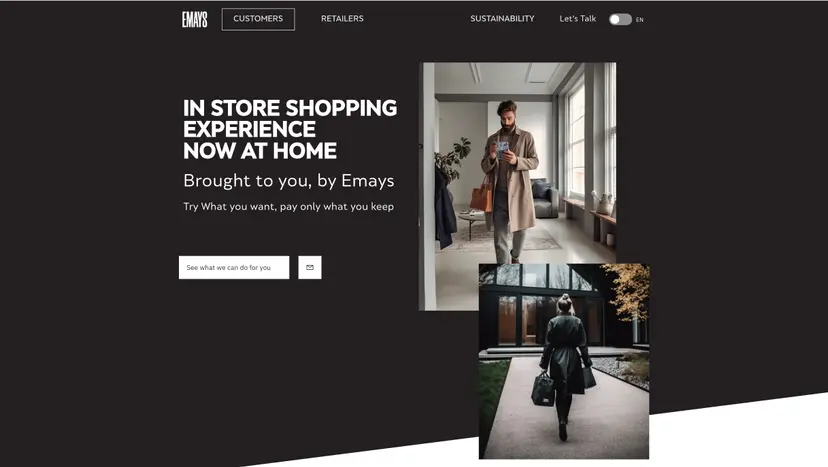 EMAYS
CUSTOMERS
RETAILERS
SUSTAINABILITY
Let's Talk
EN
IN STORE SHOPPING
EXPERIENCE
NOW AT HOME
Brought to you, by Emays
Try What you want, pay only what you keep
See what we can do for you